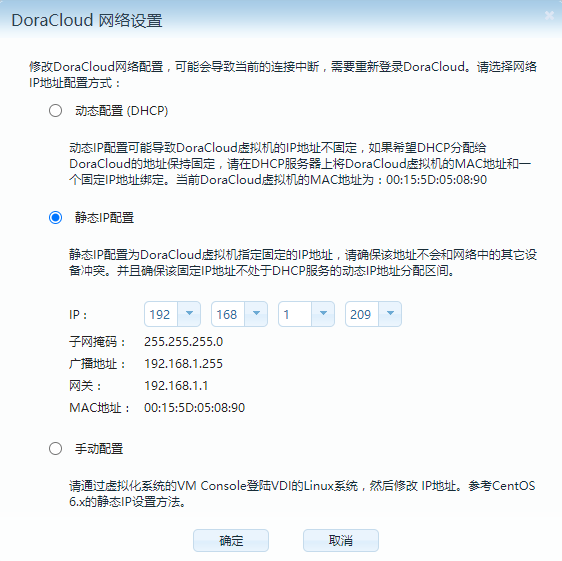 DoraCloud 网络设置
修改DoraCloud网络配置，可能会导致当前的连接中断，需要重新登录DoraCloud。请选择网络
IP地址配置方式：
动态配置 (DHCP)
动态IP配置可能导致DoraCloud虚拟机的IP地址不固定，如果希望DHCP分配给
DoraCloud的地址保持固定，请在DHCP服务器上将DoraCloud虚拟机的MAC地址和一
个固定IP地址绑定。当前DoraCloud虚拟机的MAC地址为：00:15:5D:05:08:90
静态IP配置
静态IP配置为DoraCloud虚拟机指定固定的IP地址，请确保该地址不会和网络中的其它设
备冲突。并且确保该固定IP地址不处于DHCP服务的动态IP地址分配区间。
IP： 192 168 1 209
子网掩码： 255.255.255.0
广播地址： 192.168.1.255
网关： 192.168.1.1
MAC地址： 00:15:5D:05:08:90
手动配置
请通过虚拟化系统的VM Console登陆VDI的Linux系统，然后修改 IP地址。参考CentOS
6.x的静态IP设置方法。
确定 取消